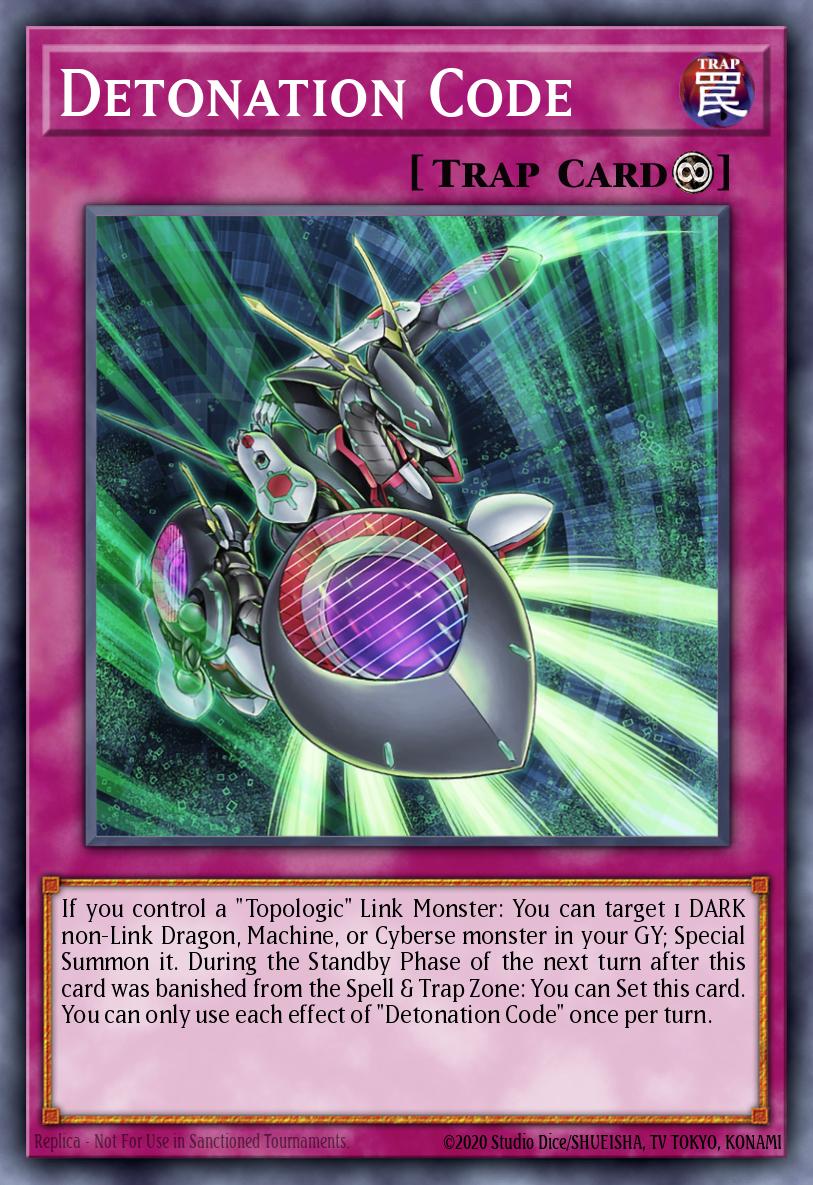 Detonation Code
TRAP
罠
[ Trap Card ]
If you control a "Topologic" Link Monster: You can target 1 DARK
non-Link Dragon, Machine, or Cyberse monster in your GY; Special
Summon it. During the Standby Phase of the next turn after this
card was banished from the Spell & Trap Zone: You can Set this card.
You can only use each effect of "Detonation Code" once per turn.
Replica - Not For Use in Sanctioned Tournaments.
©2020 Studio Dice/SHUEISHA, TV TOKYO, KONAMI